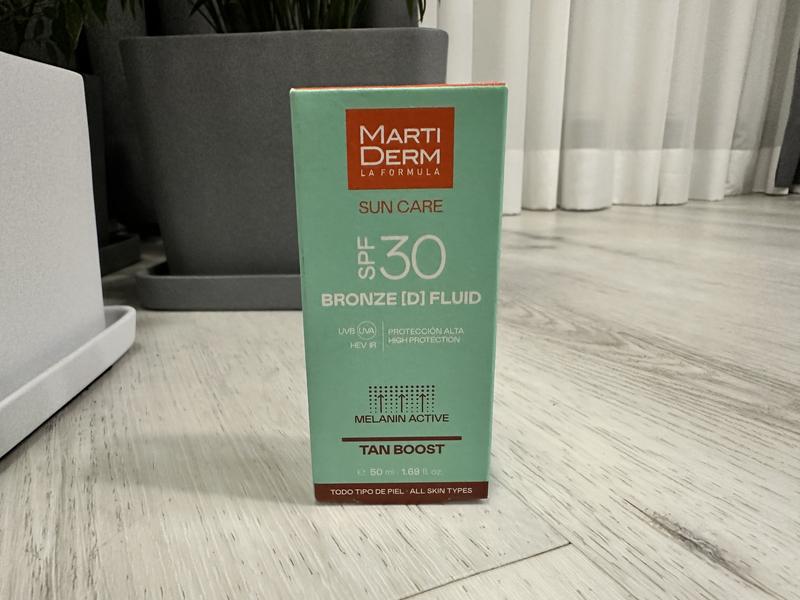 MARTI
DERM
LA FORMULA
SUN CARE
SPF 30
BRONZE [D] FLUID
UVB UVA
HEV IR
PROTECCIÓN ALTA
HIGH PROTECTION
MELANIN ACTIVE
TAN BOOST
℮ 50 ml · 1.69 fl. oz.
TODO TIPO DE PIEL · ALL SKIN TYPES